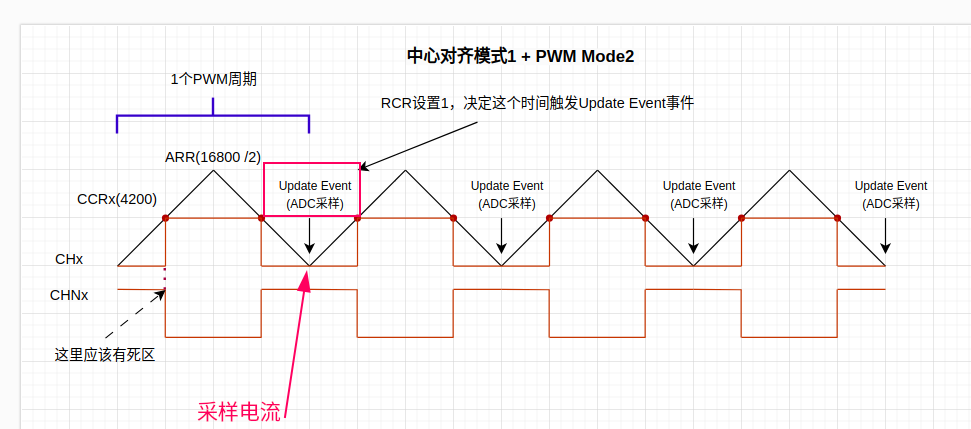 中心对齐模式1 + PWM Mode2
1个PWM周期
RCR设置1，决定这个时间触发Update Event事件
ARR(16800 /2)
CCRx(4200)
Update Event
(ADC采样)
Update Event
(ADC采样)
Update Event
(ADC采样)
Update Event
(ADC采样)
CHx
CHNx
这里应该有死区
采样电流